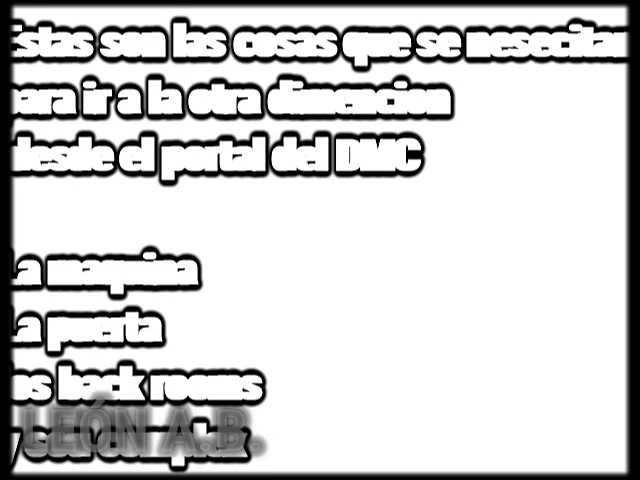 Estas son las cosas que se nesecitan
para ir a la otra dimencion
desde el portal del DMC
La maquina
La puerta
los back rooms
y
LEÓN A.B.